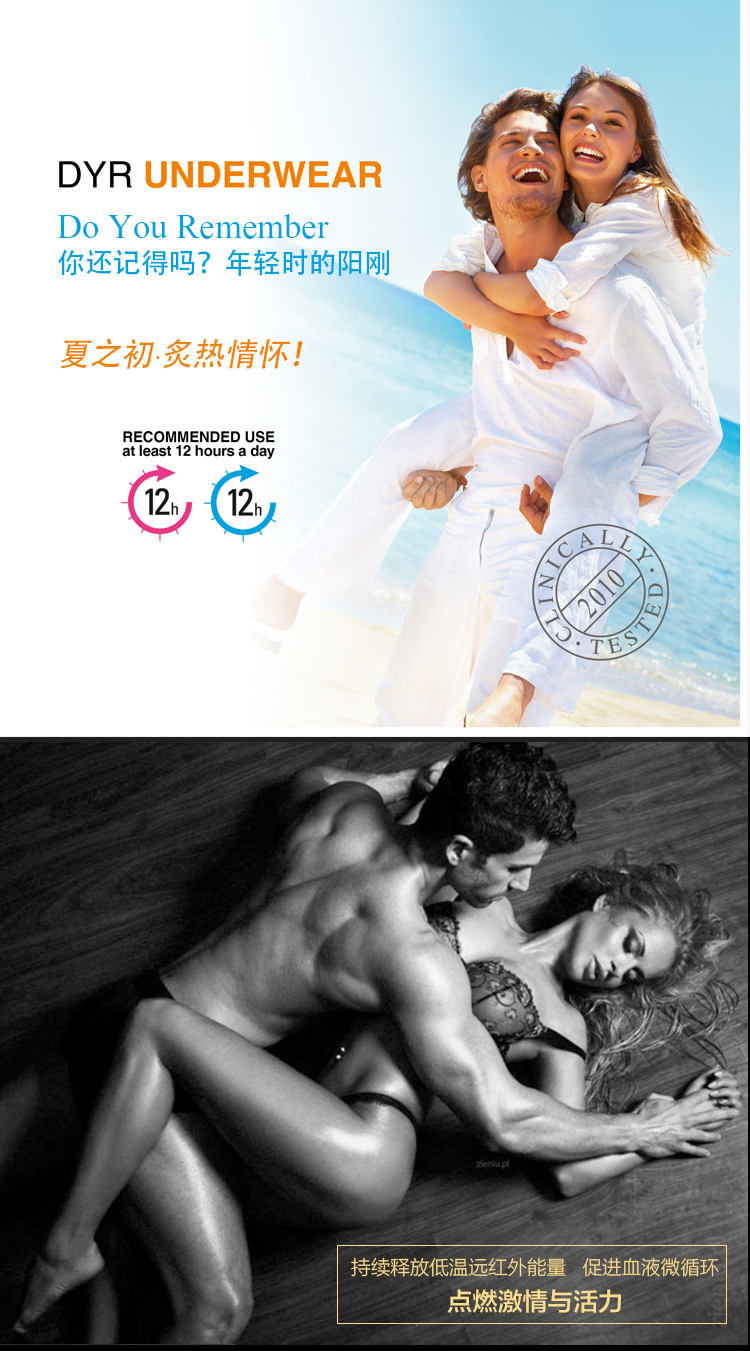 DYR UNDERWEAR
Do You Remember
你还记得吗？年轻时的阳刚
夏之初·炙热情怀！
RECOMMENDED USE
at least 12 hours a day
12h 12h
CLINICALLY · TESTED ·
2010
zieniu.pl
持续释放低温远红外能量 促进血液微循环
点燃激情与活力